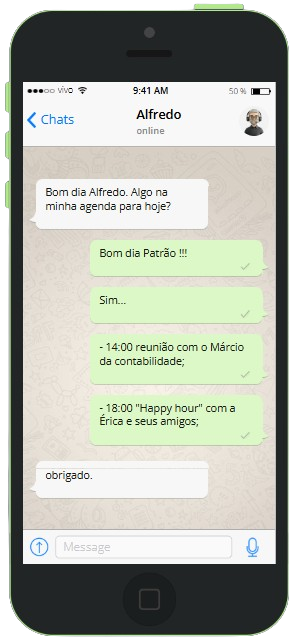 vivo 9:41 AM 50 %
Chats Alfredo
online
Bom dia Alfredo. Algo na
minha agenda para hoje?
Bom dia Patrão !!!
Sim...
- 14:00 reunião com o Márcio
da contabilidade;
- 18:00 "Happy hour" com a
Érica e seus amigos;
obrigado.
Message